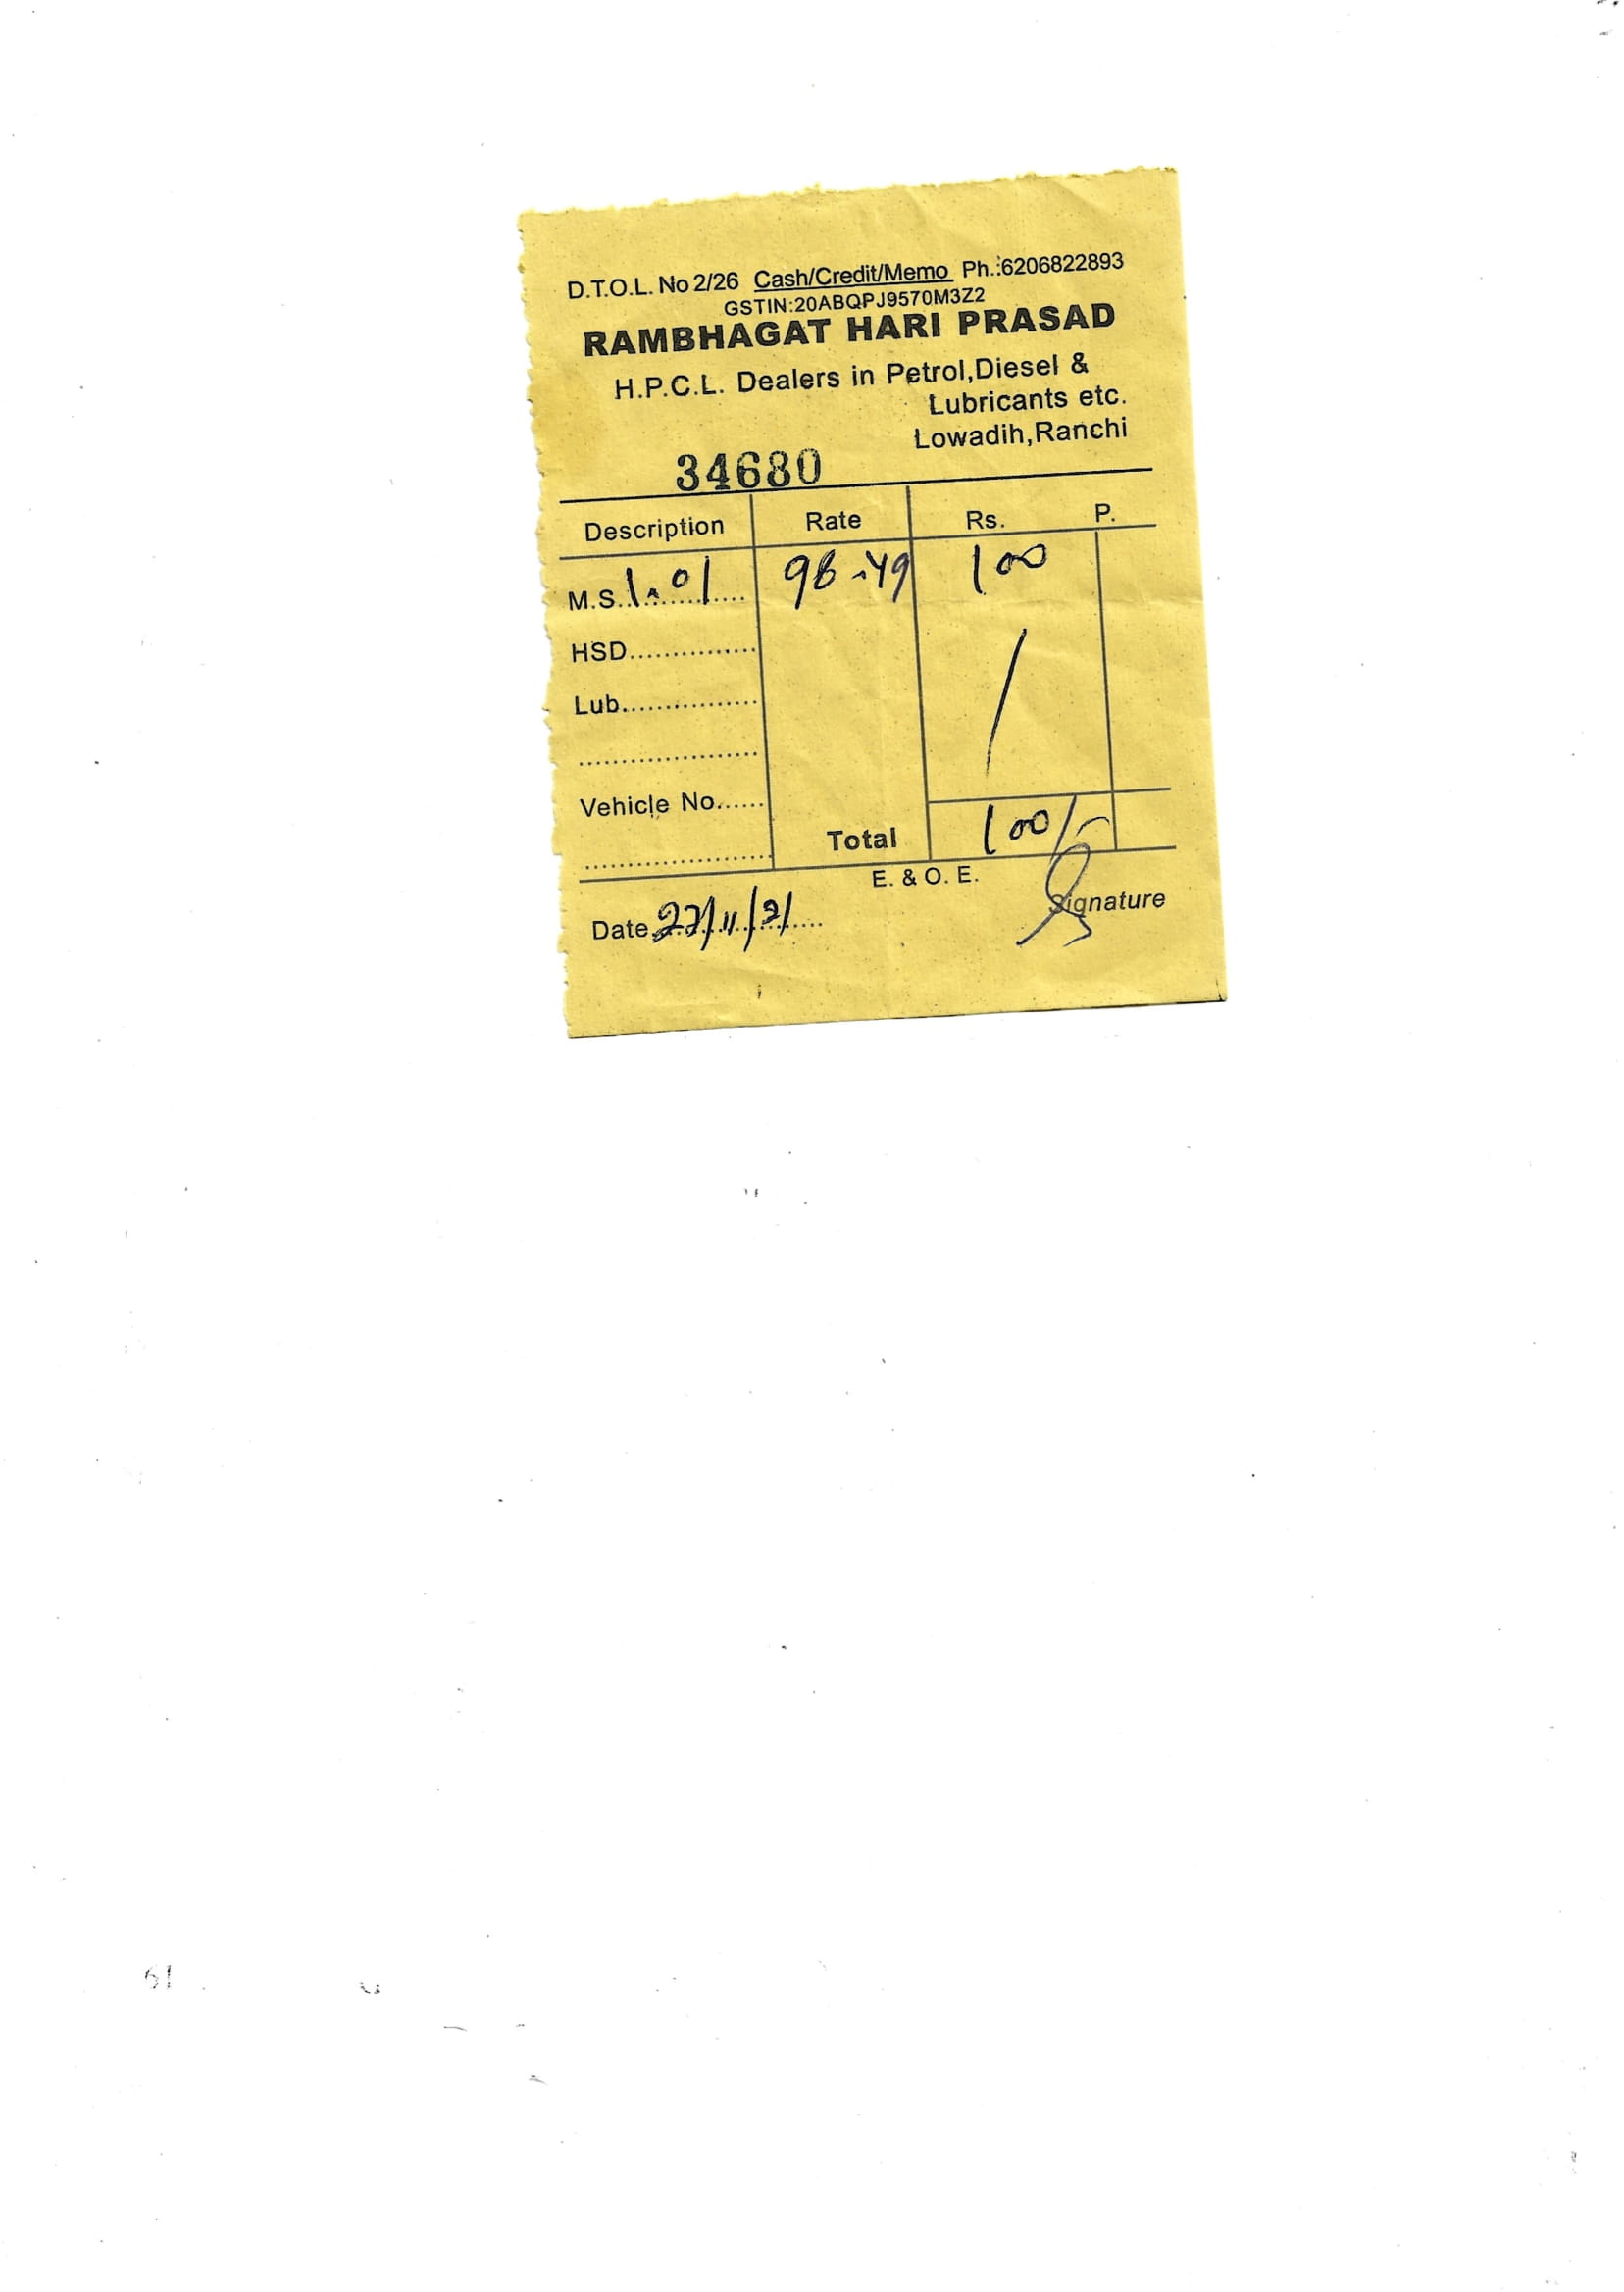 D.T.O.L. No 2/26 Cash/Credit/Memo Ph.:6206822893
GSTIN:20ABQPJ9570M3Z2
RAMBHAGAT HARI PRASAD
H.P.C.L. Dealers in Petrol,Diesel &
Lubricants etc.
Lowadih,Ranchi
34680
Description Rate Rs. P.
M.S. 1.01 98.49 100
HSD...............
Lub................
Vehicle No......
Total 100/-
E. & O. E.
Date 27/11/21 Signature